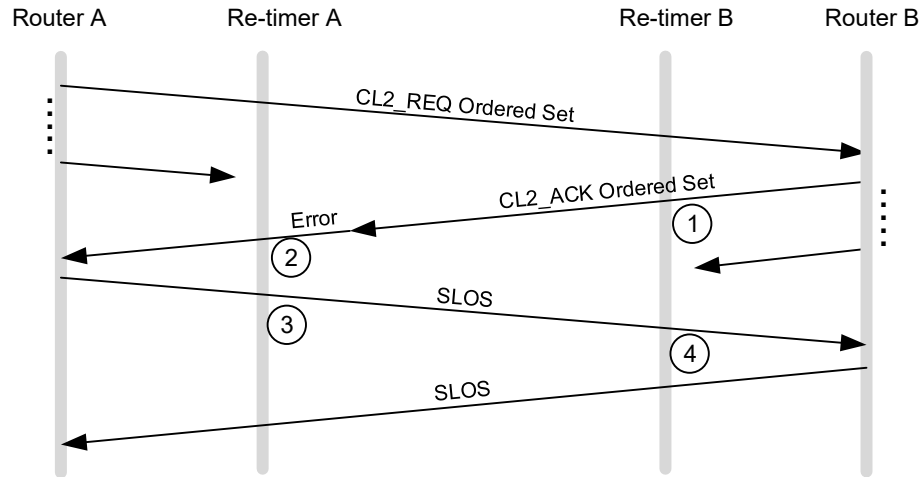 Router A Re-timer A Re-timer B Router B
CL2_REQ Ordered Set
CL2_ACK Ordered Set
1
Error
2
SLOS
3
4
SLOS